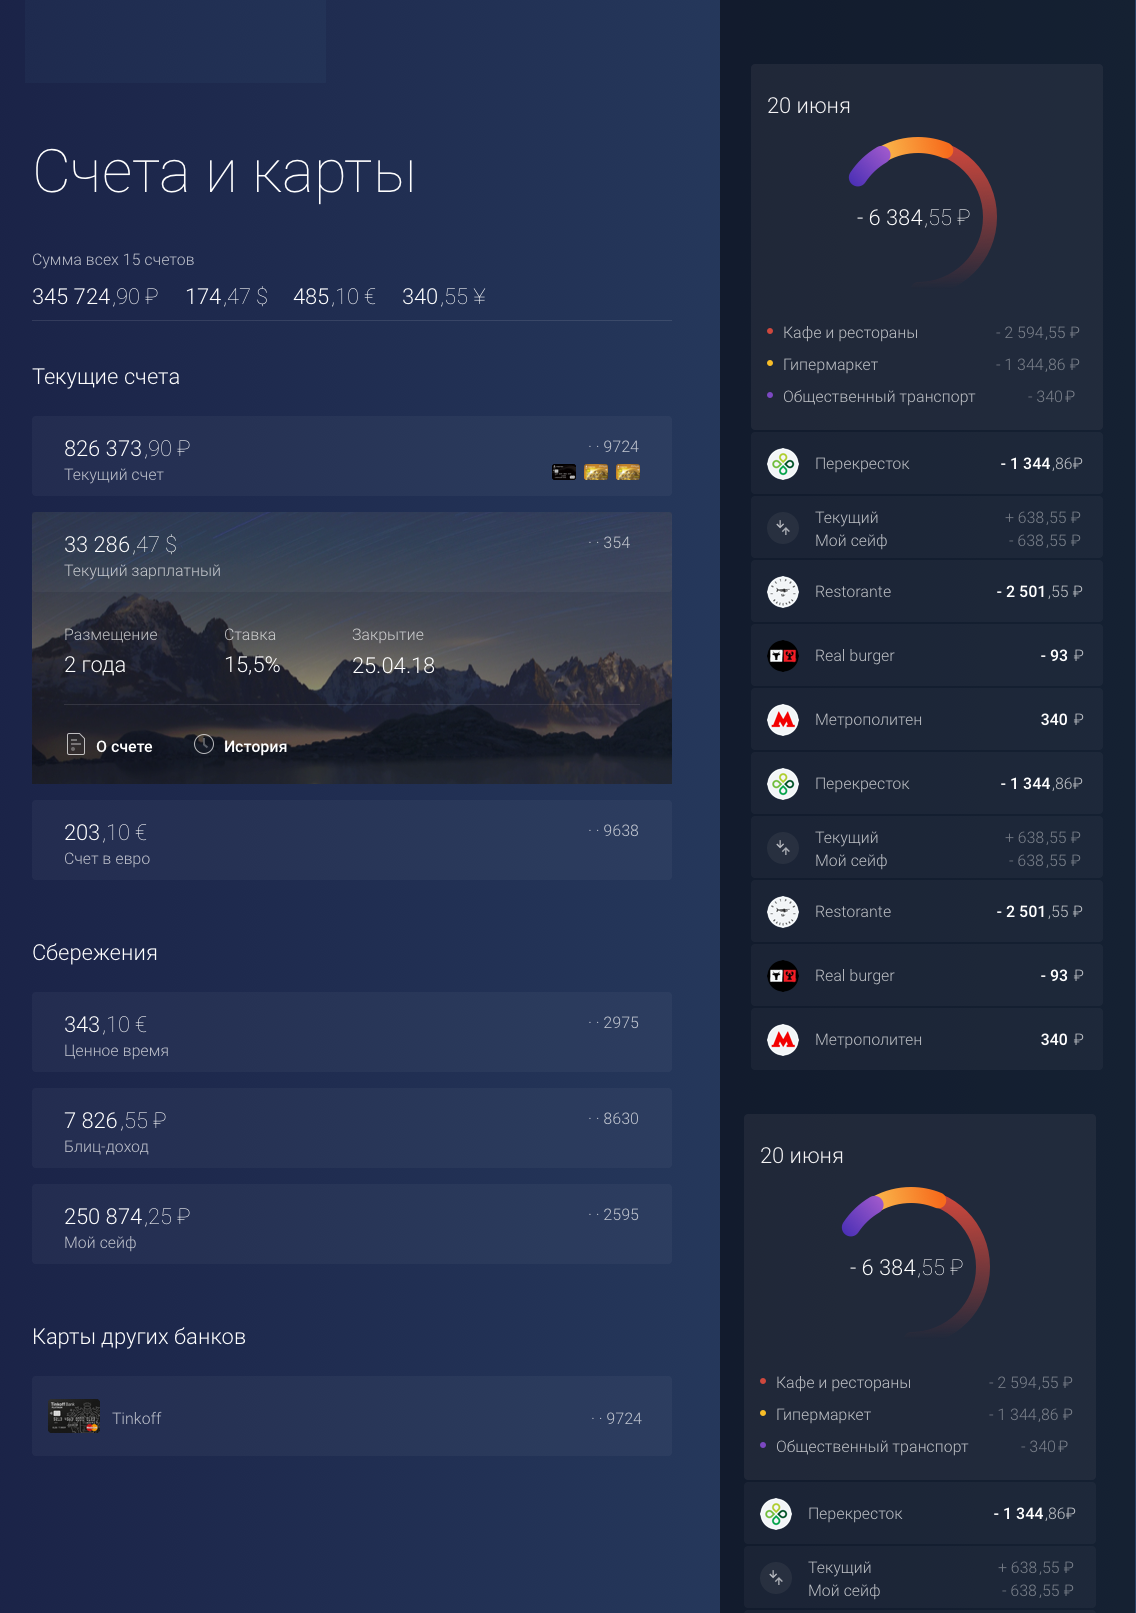 Счета и карты
Сумма всех 15 счетов
345 724,90 ₽ 174,47 $ 485,10 € 340,55 ¥
Текущие счета
826 373,90 ₽ · · 9724
Текущий счет
33 286,47 $ · · 354
Текущий зарплатный
Размещение Ставка Закрытие
2 года 15,5% 25.04.18
О счете История
203,10 € · · 9638
Счет в евро
Сбережения
343,10 € · · 2975
Ценное время
7 826,55 ₽ · · 8630
Блиц-доход
250 874,25 ₽ · · 2595
Мой сейф
Карты других банков
Tinkoff · · 9724
20 июня
- 6 384,55 ₽
Кафе и рестораны - 2 594,55 ₽
Гипермаркет - 1 344,86 ₽
Общественный транспорт - 340 ₽
Перекресток - 1 344,86₽
Текущий + 638,55 ₽
Мой сейф - 638,55 ₽
Restorante - 2 501,55 ₽
Real burger - 93 ₽
Метрополитен 340 ₽
Перекресток - 1 344,86₽
Текущий + 638,55 ₽
Мой сейф - 638,55 ₽
Restorante - 2 501,55 ₽
Real burger - 93 ₽
Метрополитен 340 ₽
20 июня
- 6 384,55 ₽
Кафе и рестораны - 2 594,55 ₽
Гипермаркет - 1 344,86 ₽
Общественный транспорт - 340 ₽
Перекресток - 1 344,86₽
Текущий + 638,55 ₽
Мой сейф - 638,55 ₽